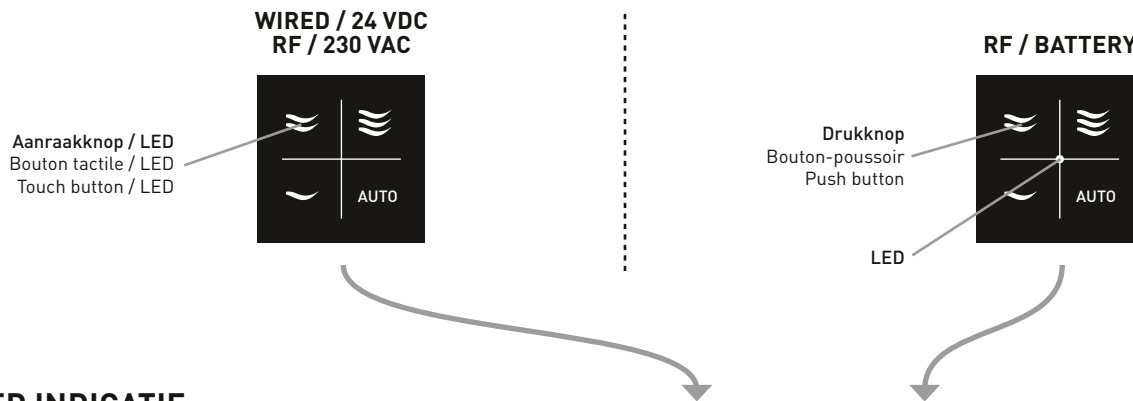 WIRED / 24 VDC
RF / 230 VAC
Aanraakknop / LED
Bouton tactile / LED
Touch button / LED
AUTO
RF / BATTERY
Drukknop
Bouton-poussoir
Push button
LED
AUTO
INDICATIE